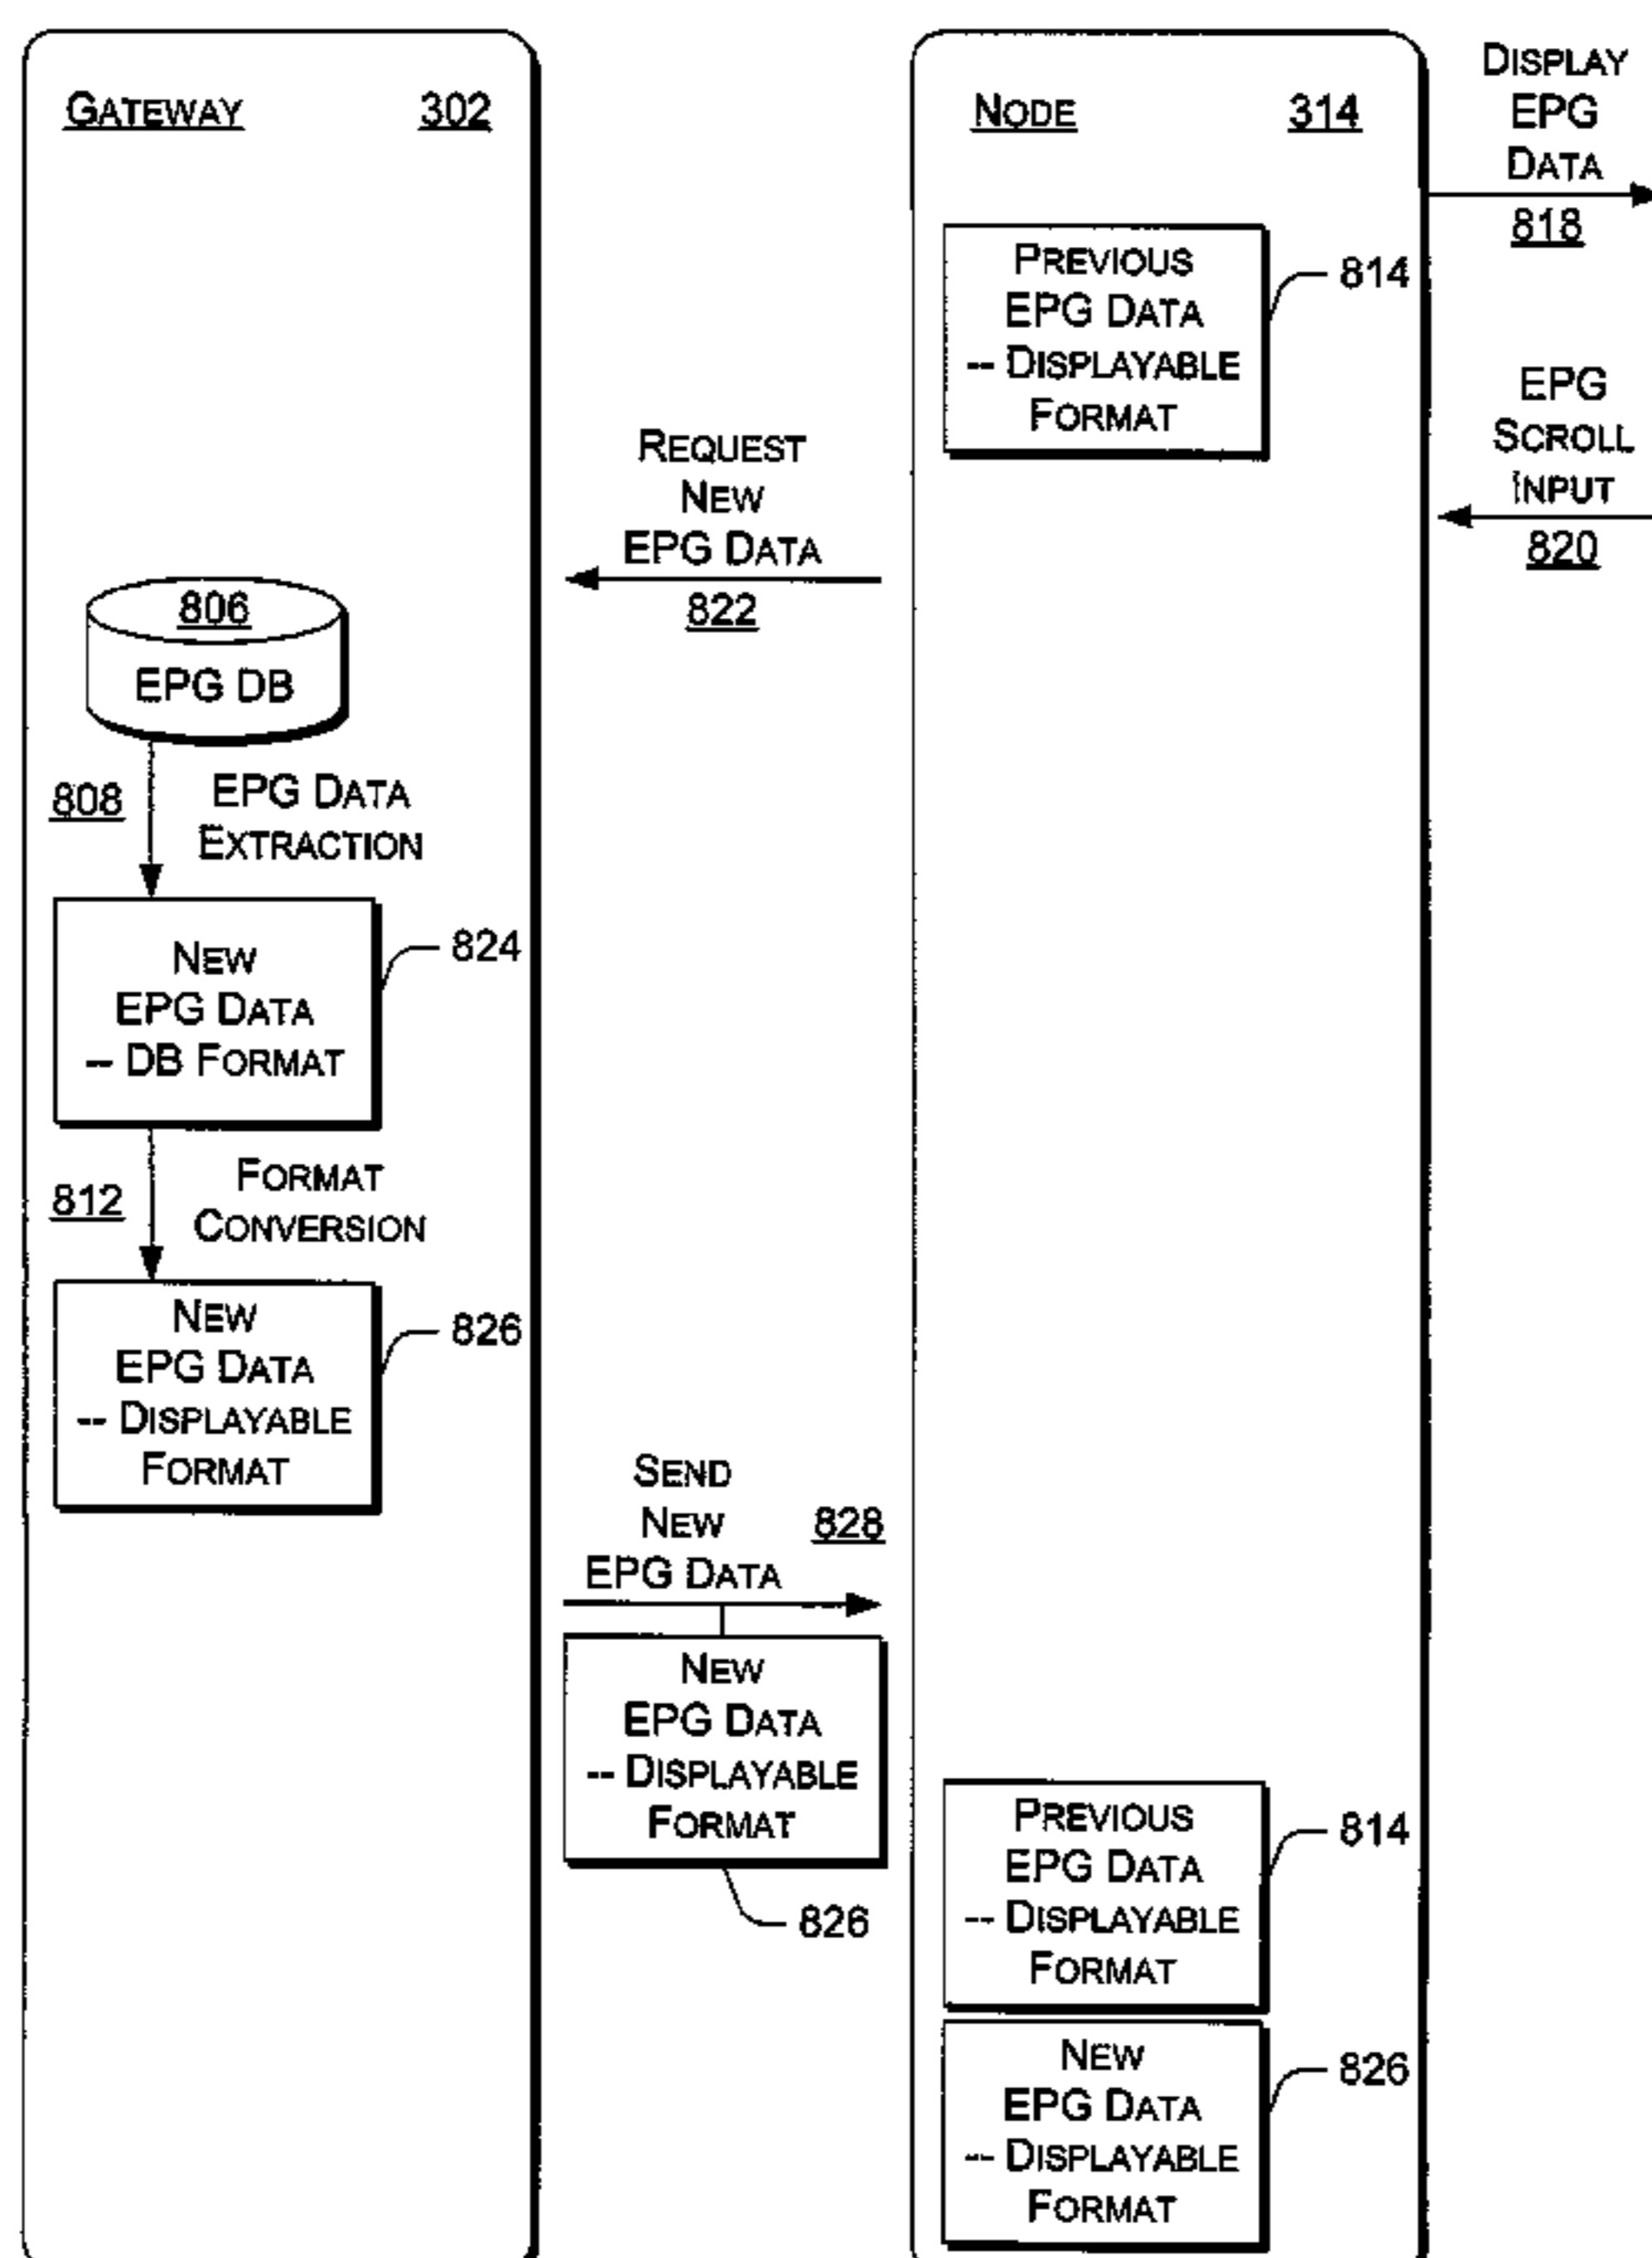 GATEWAY 302
NODE 314
DISPLAY
EPG
DATA
818
PREVIOUS
EPG DATA
-- DISPLAYABLE
FORMAT
814
EPG
SCROLL
INPUT
820
REQUEST
NEW
EPG DATA
822
806
EPG DB
808
EPG DATA
EXTRACTION
NEW
EPG DATA
-- DB FORMAT
824
812
FORMAT
CONVERSION
NEW
EPG DATA
-- DISPLAYABLE
FORMAT
826
SEND
NEW
EPG DATA
828
NEW
EPG DATA
-- DISPLAYABLE
FORMAT
826
PREVIOUS
EPG DATA
-- DISPLAYABLE
FORMAT
814
NEW
EPG DATA
-- DISPLAYABLE
FORMAT
826